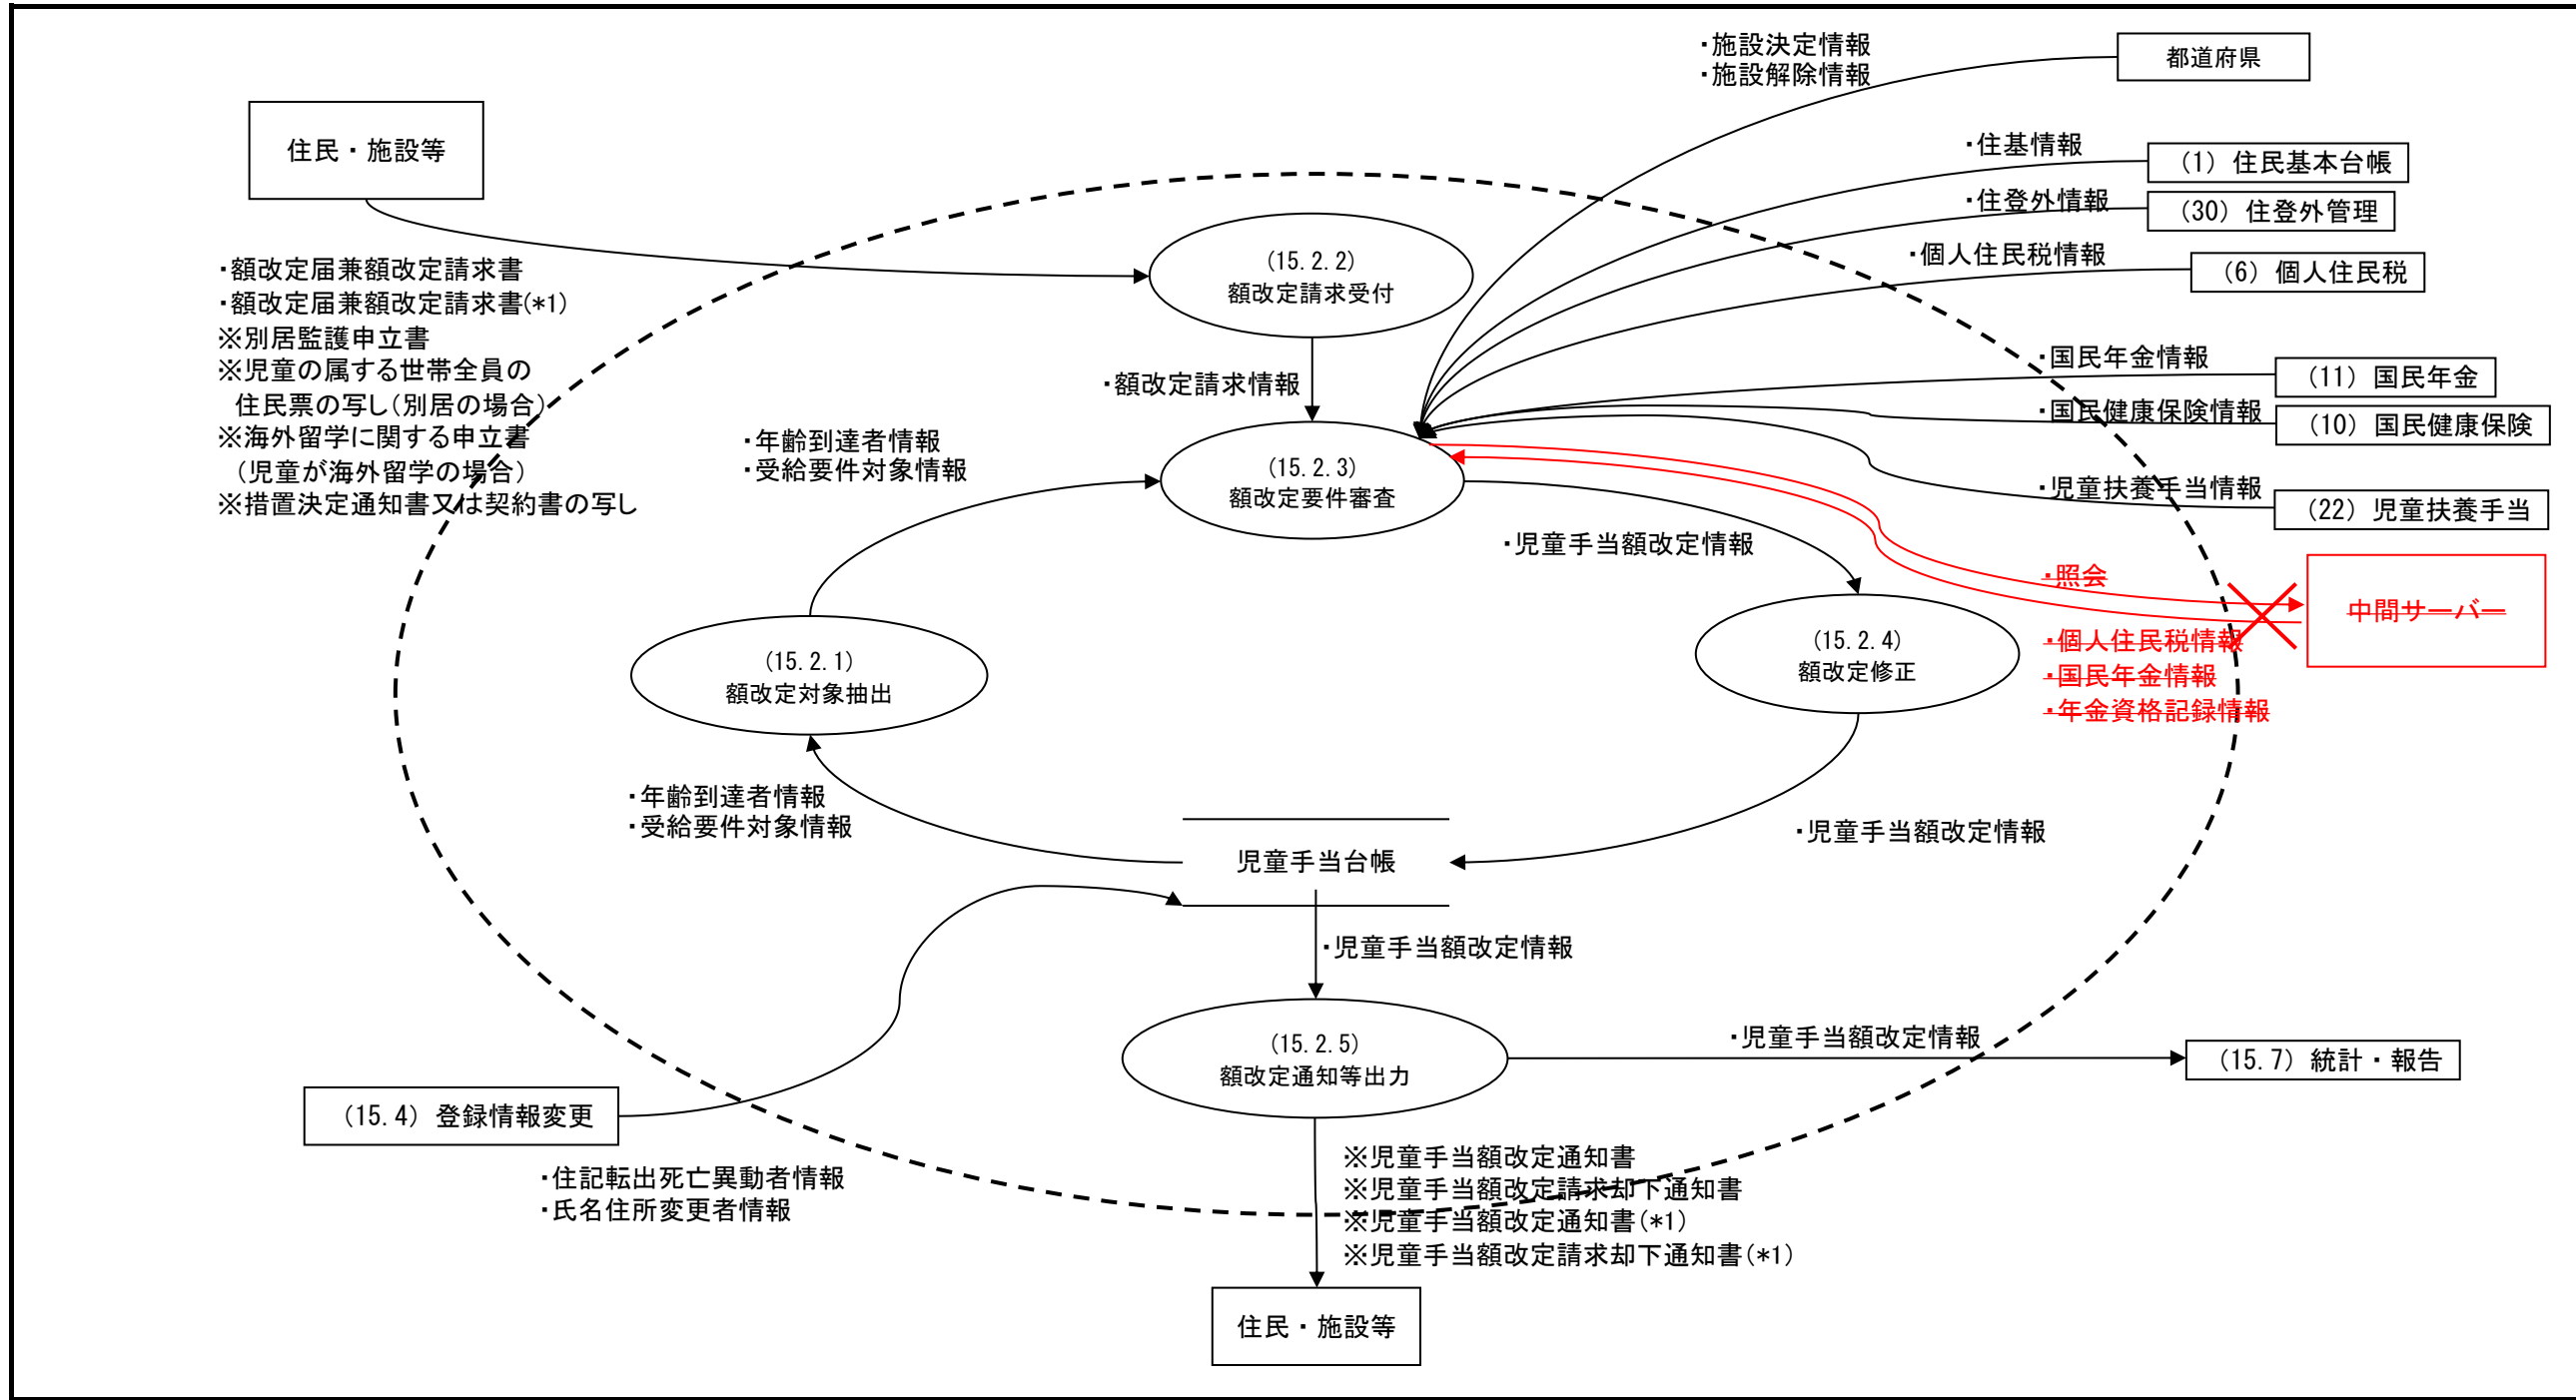 ・施設決定情報
・施設解除情報
都道府県
住民・施設等
・住基情報
(1) 住民基本台帳
・住登外情報
(30) 住登外管理
・個人住民税情報
(6) 個人住民税
・額改定届兼額改定請求書
・額改定届兼額改定請求書(*1)
※別居監護申立書
※児童の属する世帯全員の
住民票の写し(別居の場合)
※海外留学に関する申立書
(児童が海外留学の場合)
※措置決定通知書又は契約書の写し
(15.2.2)
額改定請求受付
・額改定請求情報
・国民年金情報
(11) 国民年金
・国民健康保険情報
(10) 国民健康保険
・児童扶養手当情報
(22) 児童扶養手当
・年齢到達者情報
・受給要件対象情報
(15.2.3)
額改定要件審査
・児童手当額改定情報
・照会
中間サーバー
・個人住民税情報
・国民年金情報
・年金資格記録情報
(15.2.1)
額改定対象抽出
(15.2.4)
額改定修正
・年齢到達者情報
・受給要件対象情報
児童手当台帳
・児童手当額改定情報
・児童手当額改定情報
(15.2.5)
額改定通知等出力
・児童手当額改定情報
(15.7) 統計・報告
(15.4) 登録情報変更
・住記転出死亡異動者情報
・氏名住所変更者情報
※児童手当額改定通知書
※児童手当額改定請求却下通知書
※児童手当額改定通知書(*1)
※児童手当額改定請求却下通知書(*1)
住民・施設等